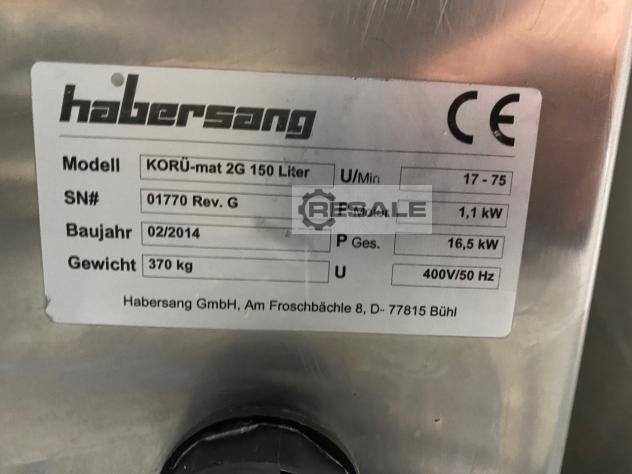 habersang CE
Modell KORÜ-mat 2G 150 Liter U/Min 17 - 75
SN# 01770 Rev. G P Motor 1,1 kW
RESALE
Baujahr 02/2014 P Ges. 16,5 kW
Gewicht 370 kg U 400V/50 Hz
Habersang GmbH, Am Froschbächle 8, D- 77815 Bühl